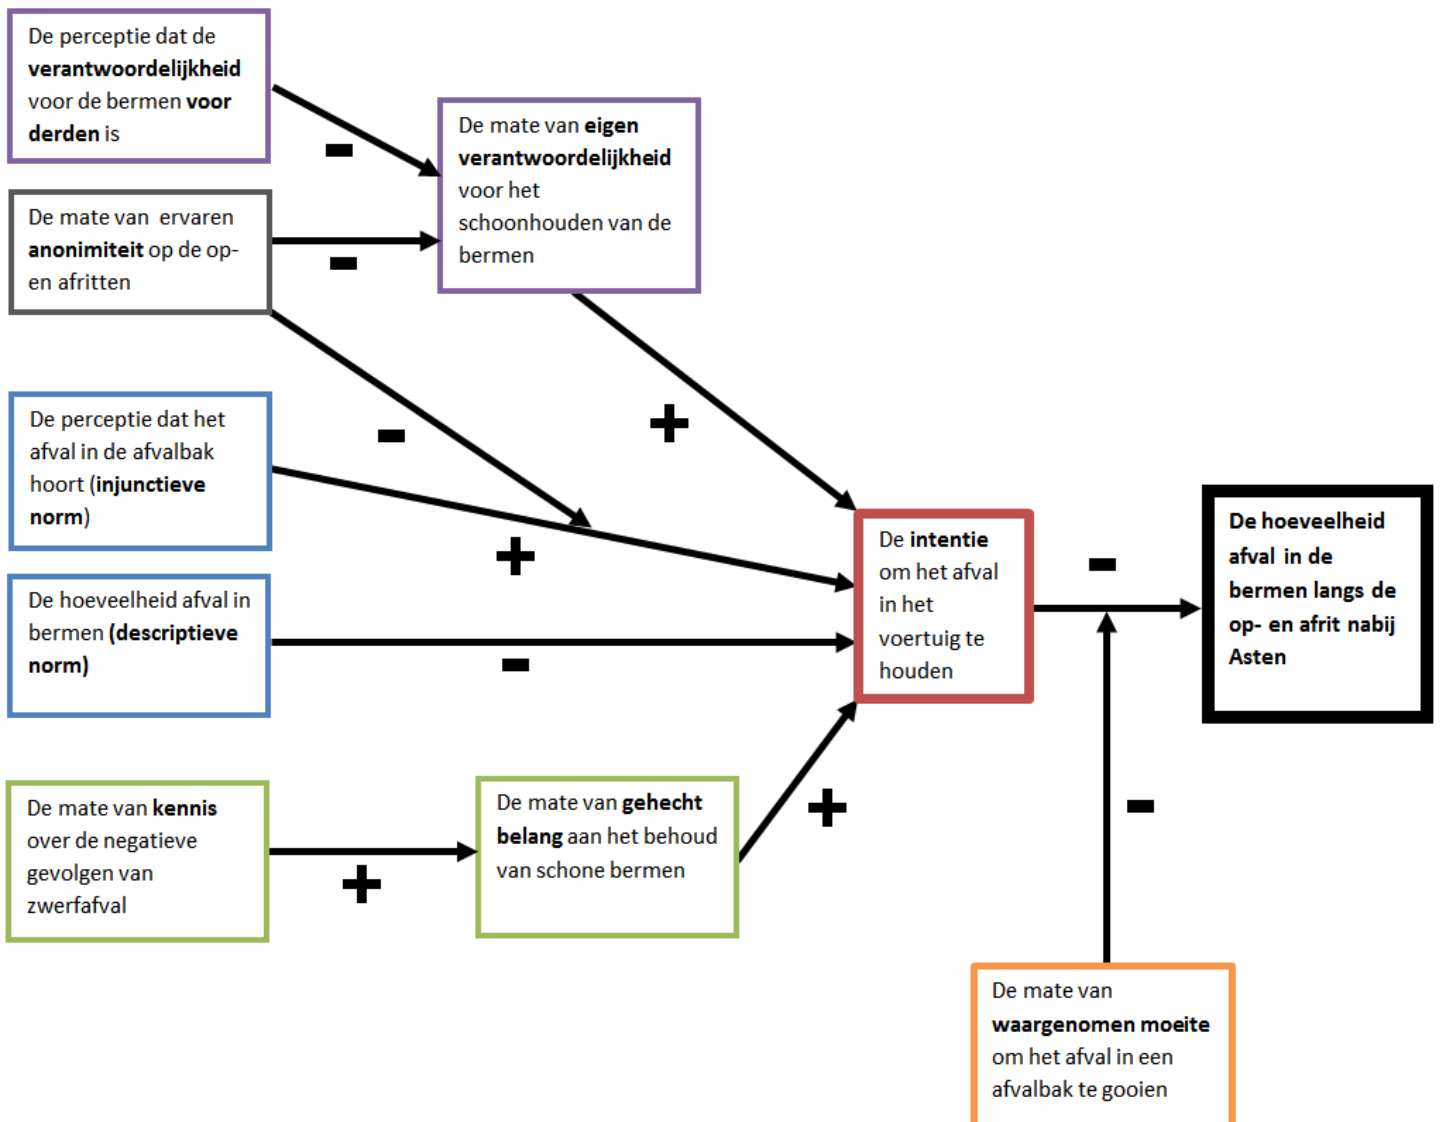 De perceptie dat de
verantwoordelijkheid
voor de bermen voor
derden is
-
De mate van eigen
verantwoordelijkheid
voor het
schoonhouden van de
bermen
De mate van ervaren
anonimiteit op de op-
en afritten
-
-
+
De perceptie dat het
afval in de afvalbak
hoort (injunctieve
norm)
+
De hoeveelheid afval in
bermen (descriptieve
norm)
-
De intentie
om het afval
in het
voertuig te
houden
-
De hoeveelheid
afval in de
bermen langs de
op- en afrit nabij
Asten
De mate van kennis
over de negatieve
gevolgen van
zwerfafval
+
De mate van gehecht
belang aan het behoud
van schone bermen
+
-
De mate van
waargenomen moeite
om het afval in een
afvalbak te gooien